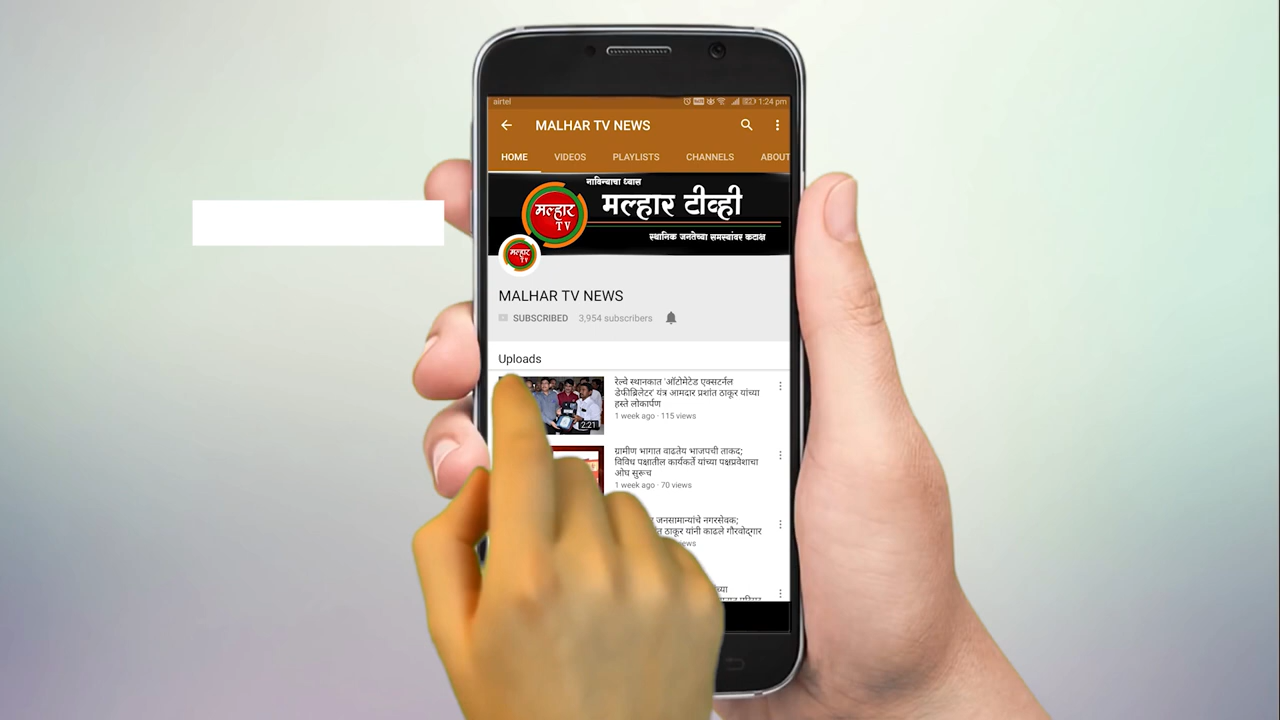 airtel
1:24 pm
MALHAR TV NEWS
HOME VIDEOS PLAYLISTS CHANNELS ABOUT
नाविन्याचा ध्यास
मल्हार टीव्ही
मल्हार
TV
स्थानिक जनतेच्या समस्यांवर कटाक्ष
मल्हार
TV
MALHAR TV NEWS
SUBSCRIBED 3,954 subscribers
Uploads
रेल्वे स्थानकात 'ऑटोमेटेड एक्सटर्नल
डेफीब्रिलेटर' यंत्र आमदार प्रशांत ठाकूर यांच्या
हस्ते लोकार्पण
1 week ago · 115 views
2:21
ग्रामीण भागात वाढतेय भाजपची ताकद;
विविध पक्षातील कार्यकर्ते यांच्या पक्षप्रवेशाचा
ओघ सुरूच
1 week ago · 70 views
जनसामान्यांचे नगरसेवक;
ठाकूर यांनी काढले गौरवोद्गार